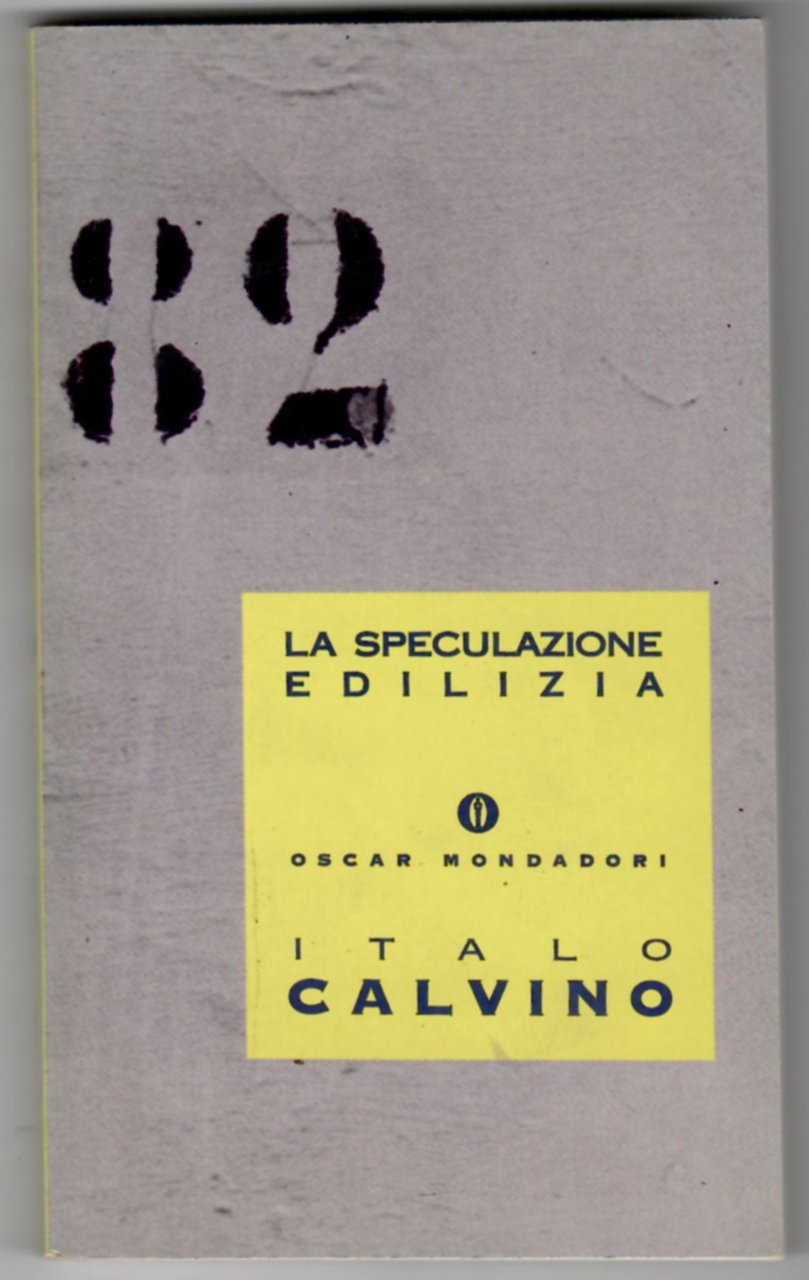 82
LA SPECULAZIONE
EDILIZIA
OSCAR MONDADORI
ITALO
CALVINO